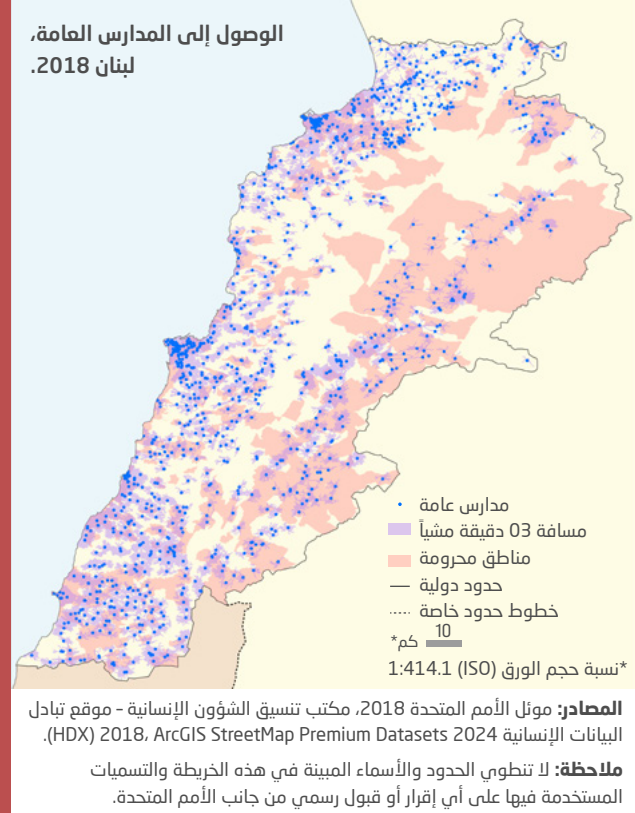 الوصول إلى المدارس العامة،
لبنان 2018.
مدارس عامة
مسافة 03 دقيقة مشياً
مناطق محرومة
حدود دولية
خطوط حدود خاصة
10 كم*
*نسبة حجم الورق (ISO) 1:414.1
المصادر: موئل الأمم المتحدة 2018، مكتب تنسيق الشؤون الإنسانية – موقع تبادل
البيانات الإنسانية (HDX) 2018، ArcGIS StreetMap Premium Datasets 2024.
ملاحظة: لا تنطوي الحدود والأسماء المبينة في هذه الخريطة والتسميات
المستخدمة فيها على أي إقرار أو قبول رسمي من جانب الأمم المتحدة.